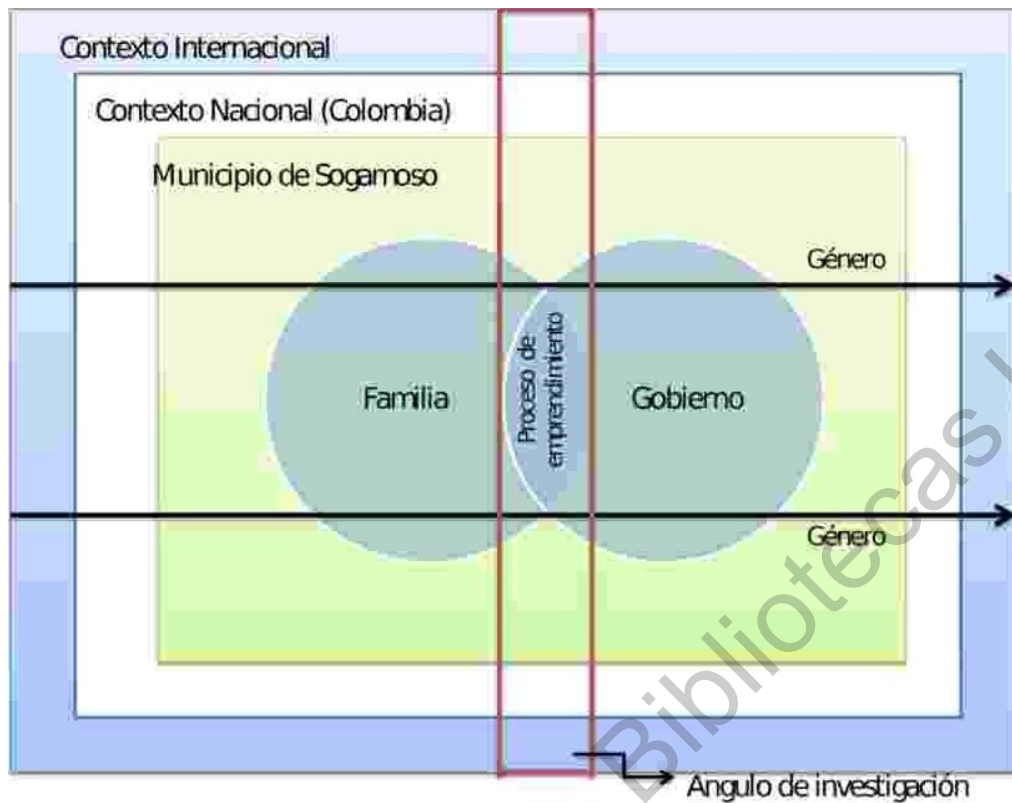 Contexto Internacional
Contexto Nacional (Colombia)
Municipio de Sogamoso
Género
Familia
Proceso de
emprendimiento
Gobierno
Género
Angulo de investigación
Bibliotecas